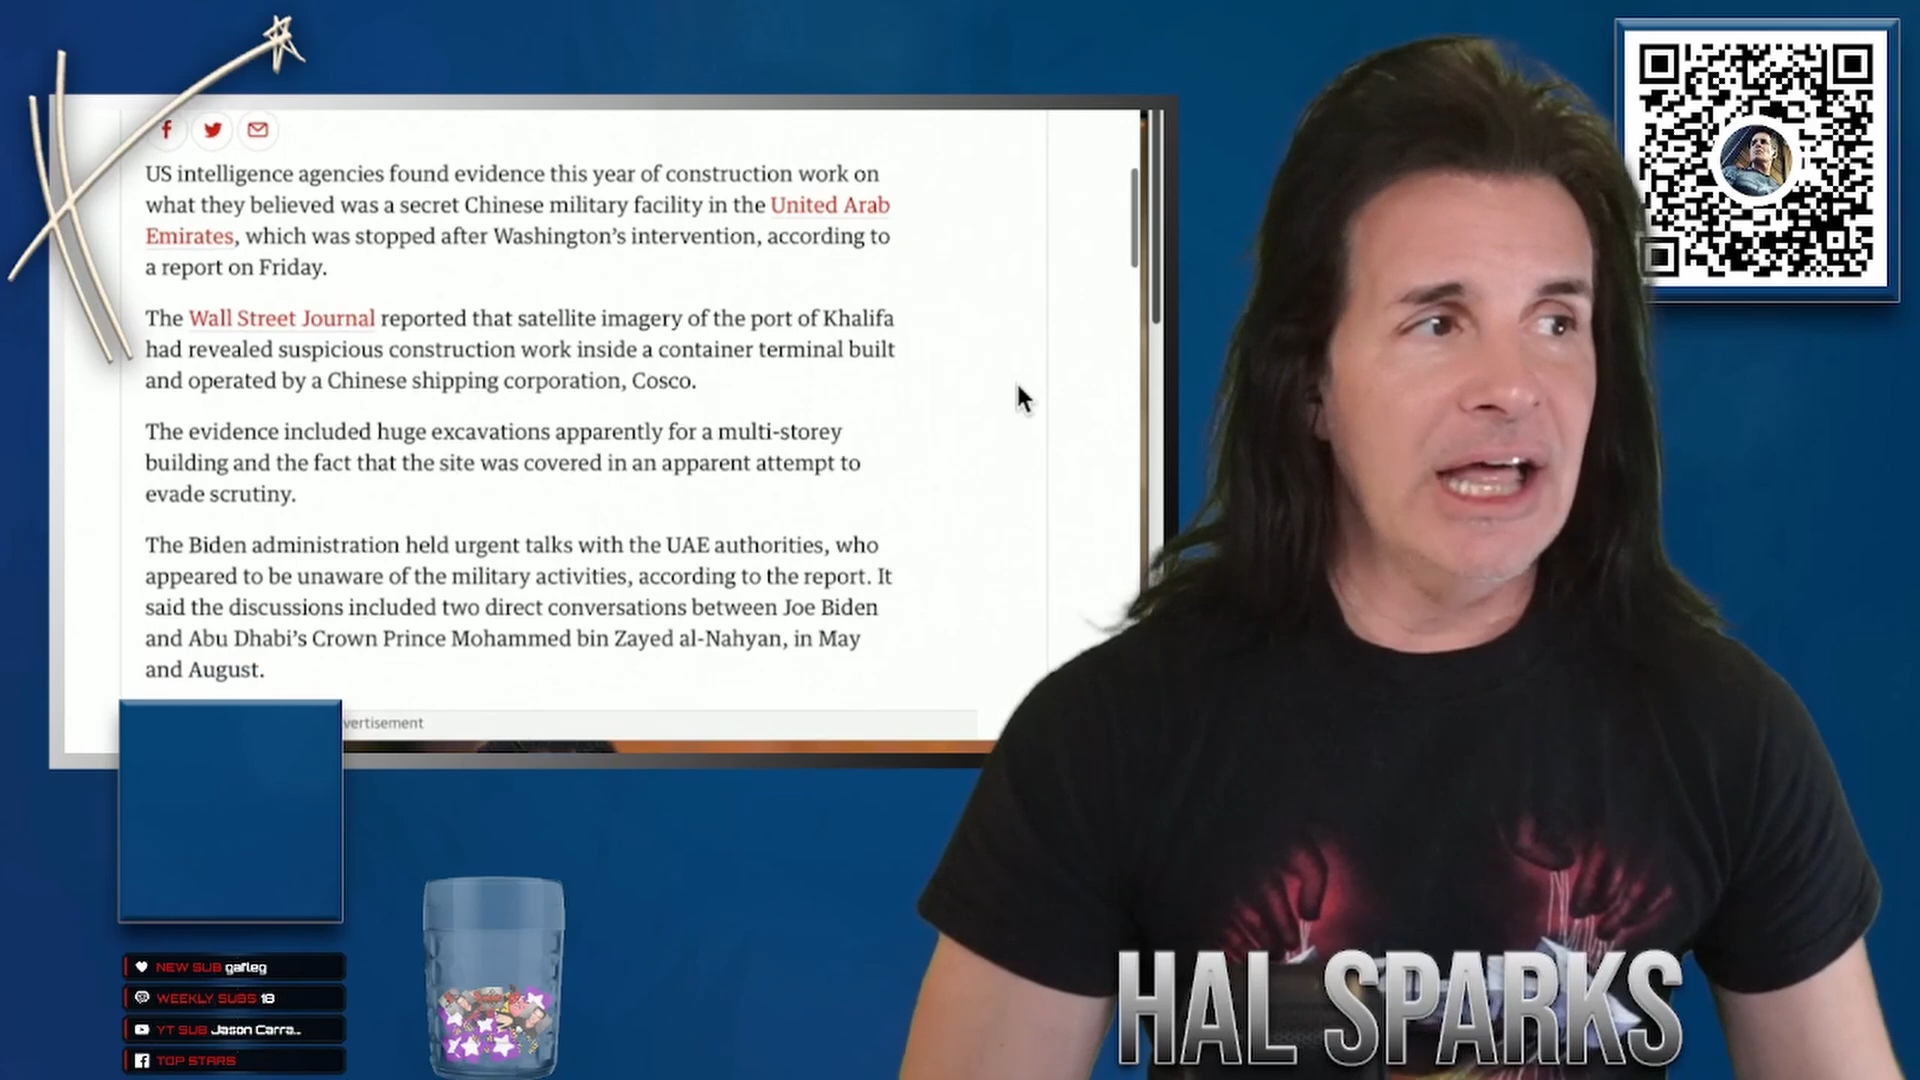 US intelligence agencies found evidence this year of construction work on
what they believed was a secret Chinese military facility in the United Arab
Emirates, which was stopped after Washington’s intervention, according to
a report on Friday.
The Wall Street Journal reported that satellite imagery of the port of Khalifa
had revealed suspicious construction work inside a container terminal built
and operated by a Chinese shipping corporation, Cosco.
The evidence included huge excavations apparently for a multi-storey
building and the fact that the site was covered in an apparent attempt to
evade scrutiny.
The Biden administration held urgent talks with the UAE authorities, who
appeared to be unaware of the military activities, according to the report. It
said the discussions included two direct conversations between Joe Biden
and Abu Dhabi’s Crown Prince Mohammed bin Zayed al-Nahyan, in May
and August.
vertisement
NEW SUB gafleg
WEEKLY SUBS 18
YT SUB Jason Carra...
TOP STARS
HAL SPARKS